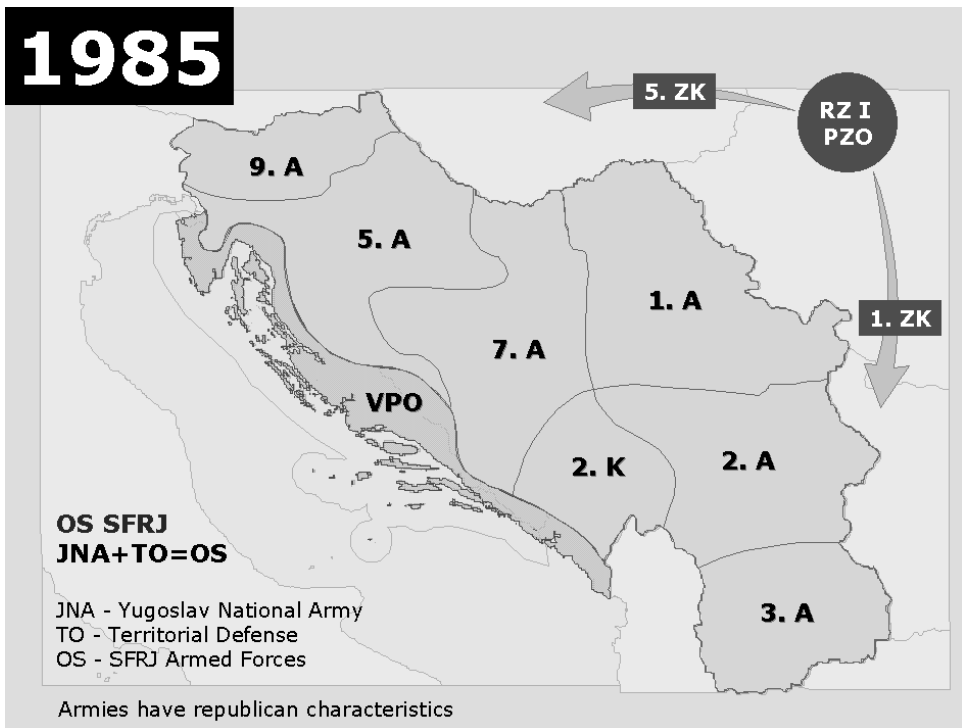 1985
5. ZK
RZ I
PZO
9. A
5. A
1. A
1. ZK
7. A
VPO
2. K
2. A
OS SFRJ
JNA+TO=OS
JNA - Yugoslav National Army
TO - Territorial Defense
OS - SFRJ Armed Forces
3. A
Armies have republican characteristics